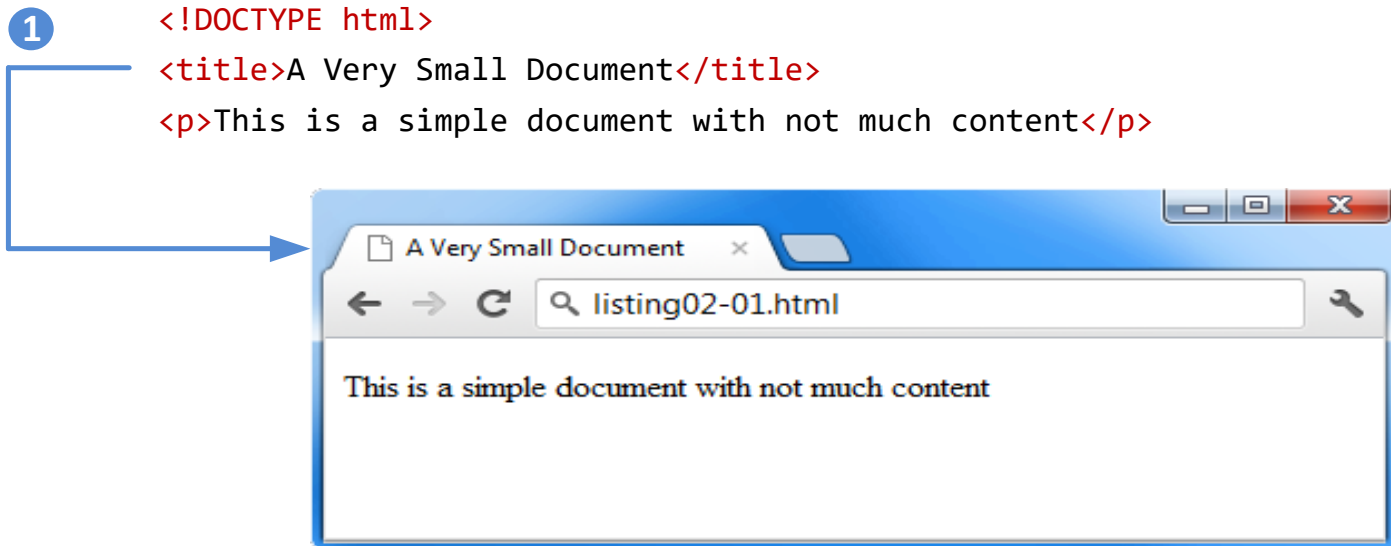 1
<!DOCTYPE html>
<title>A Very Small Document</title>
<p>This is a simple document with not much content</p>
A Very Small Document
listing02-01.html
This is a simple document with not much content